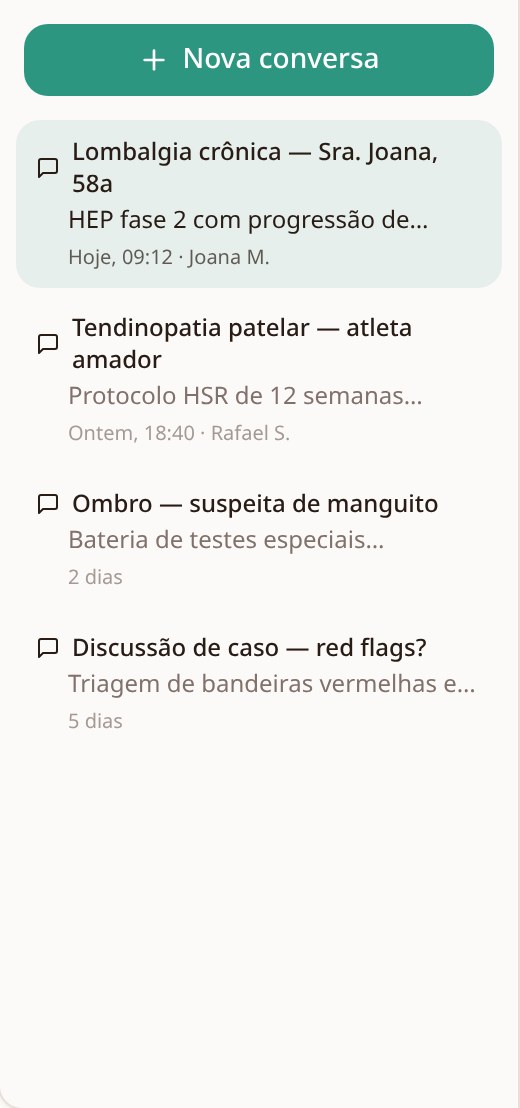 Nova conversa
Lombalgia crônica — Sra. Joana,
58a
HEP fase 2 com progressão de...
Hoje, 09:12 · Joana M.
Tendinopatia patelar — atleta
amador
Protocolo HSR de 12 semanas...
Ontem, 18:40 · Rafael S.
Ombro — suspeita de manguito
Bateria de testes especiais...
2 dias
Discussão de caso — red flags?
Triagem de bandeiras vermelhas e...
5 dias